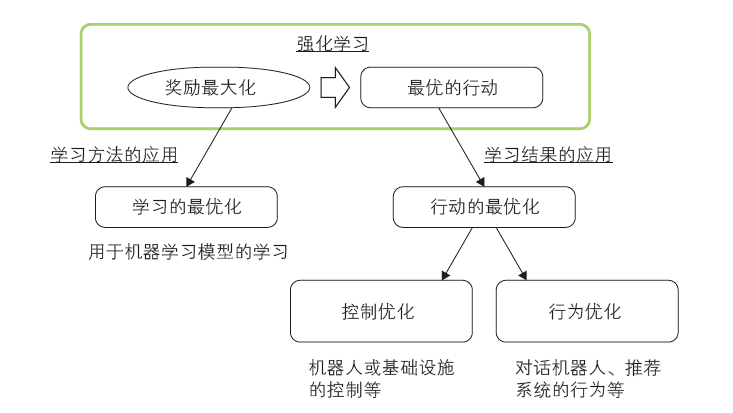 强化学习
奖励最大化
最优的行动
学习方法的应用
学习结果的应用
学习的最优化
行动的最优化
用于机器学习模型的学习
控制优化
行为优化
机器人或基础设施
的控制等
对话机器人、推荐
系统的行为等